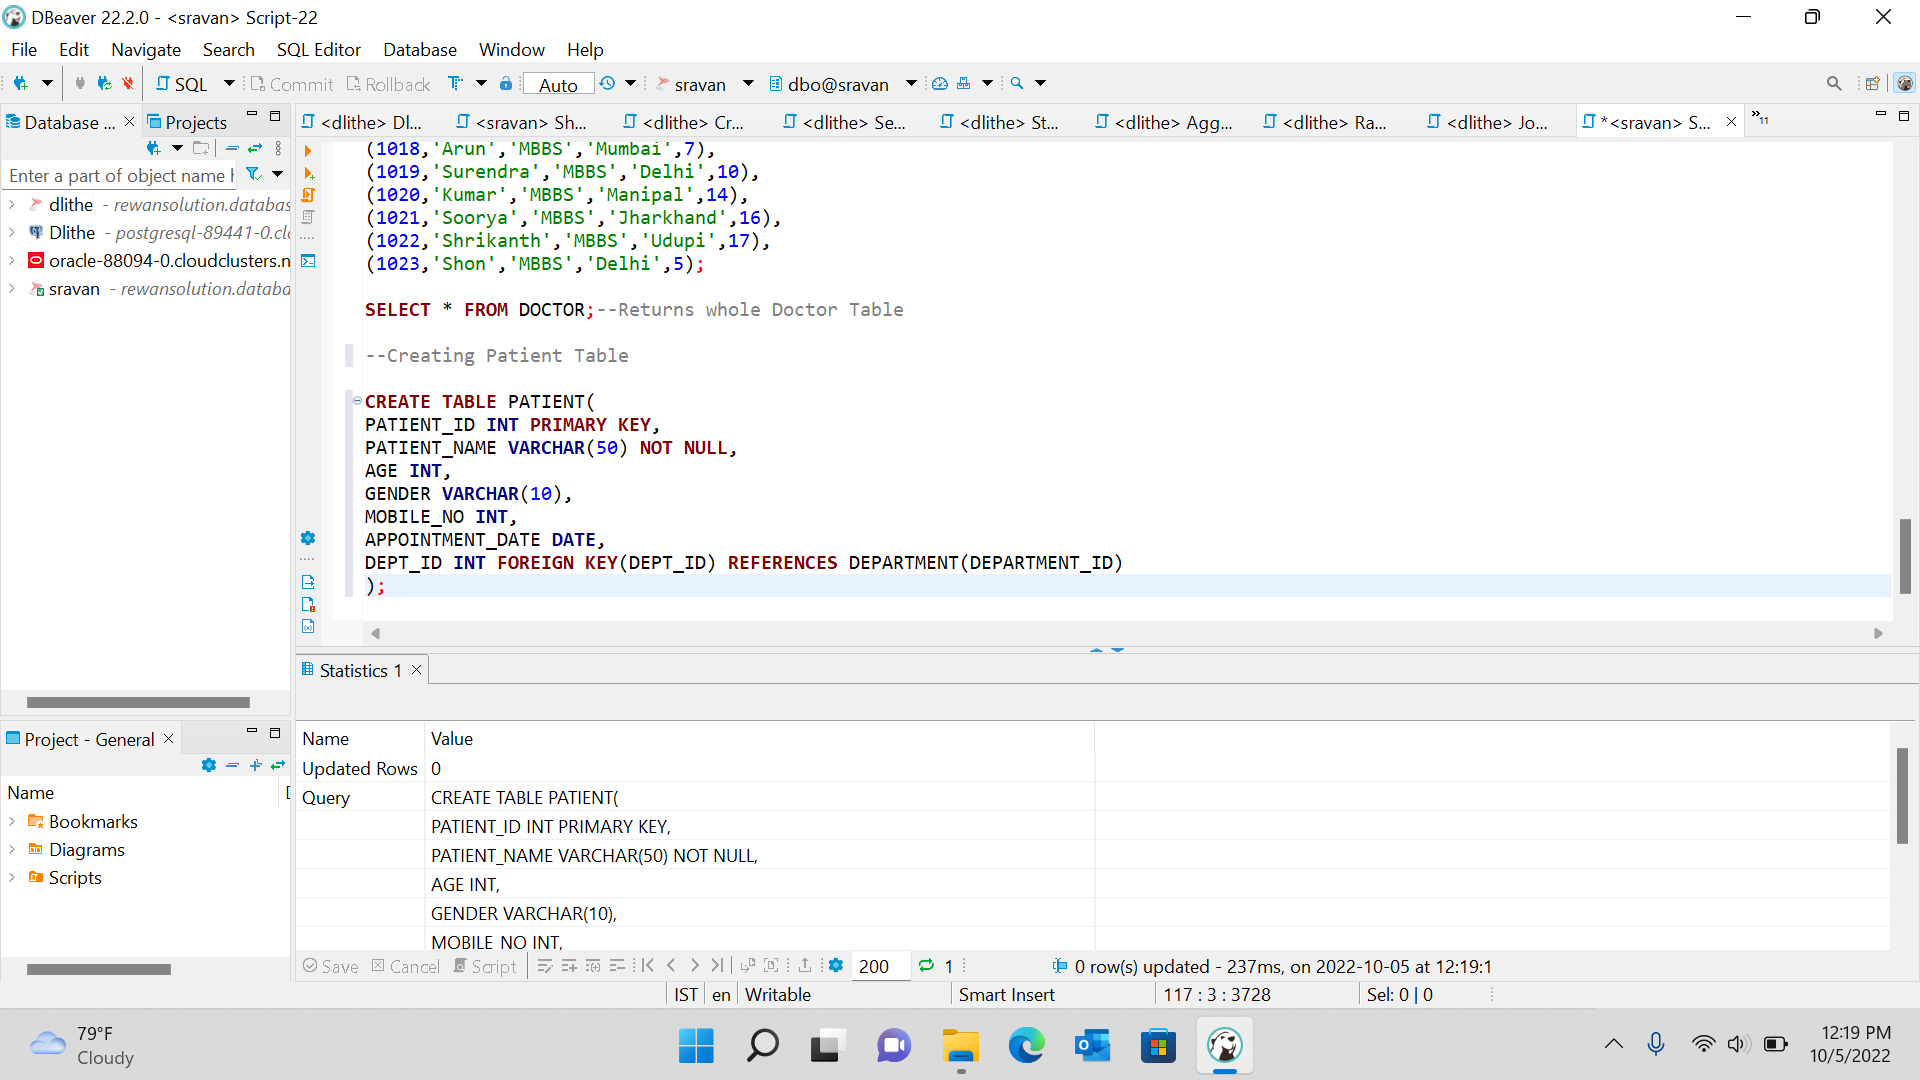 DBeaver 22.2.0 - <sravan> Script-22
File Edit Navigate Search SQL Editor Database Window Help
SQL Commit Rollback Auto sravan dbo@sravan
Database ... Projects
<dlithe> Dl... <sravan> Sh... <dlithe> Cr... <dlithe> Se... <dlithe> St... <dlithe> Agg... <dlithe> Ra... <dlithe> Jo... *<sravan> S... »11
Enter a part of object name h
dlithe - rewansolution.databas
Dlithe - postgresql-89441-0.clo
oracle-88094-0.cloudclusters.n
sravan - rewansolution.databa
(1018,'Arun','MBBS','Mumbai',7),
(1019,'Surendra','MBBS','Delhi',10),
(1020,'Kumar','MBBS','Manipal',14),
(1021,'Soorya','MBBS','Jharkhand',16),
(1022,'Shrikanth','MBBS','Udupi',17),
(1023,'Shon','MBBS','Delhi',5);
SELECT * FROM DOCTOR;--Returns whole Doctor Table
--Creating Patient Table
CREATE TABLE PATIENT(
PATIENT_ID INT PRIMARY KEY,
PATIENT_NAME VARCHAR(50) NOT NULL,
AGE INT,
GENDER VARCHAR(10),
MOBILE_NO INT,
APPOINTMENT_DATE DATE,
DEPT_ID INT FOREIGN KEY(DEPT_ID) REFERENCES DEPARTMENT(DEPARTMENT_ID)
);
Statistics 1
Name Value
Updated Rows 0
Query CREATE TABLE PATIENT(
PATIENT_ID INT PRIMARY KEY,
PATIENT_NAME VARCHAR(50) NOT NULL,
AGE INT,
GENDER VARCHAR(10),
MOBILE_NO INT,
Project - General
Name
Bookmarks
Diagrams
Scripts
Save Cancel Script 200 1 0 row(s) updated - 237ms, on 2022-10-05 at 12:19:1
IST en Writable Smart Insert 117 : 3 : 3728 Sel: 0 | 0
79°F
Cloudy
12:19 PM
10/5/2022